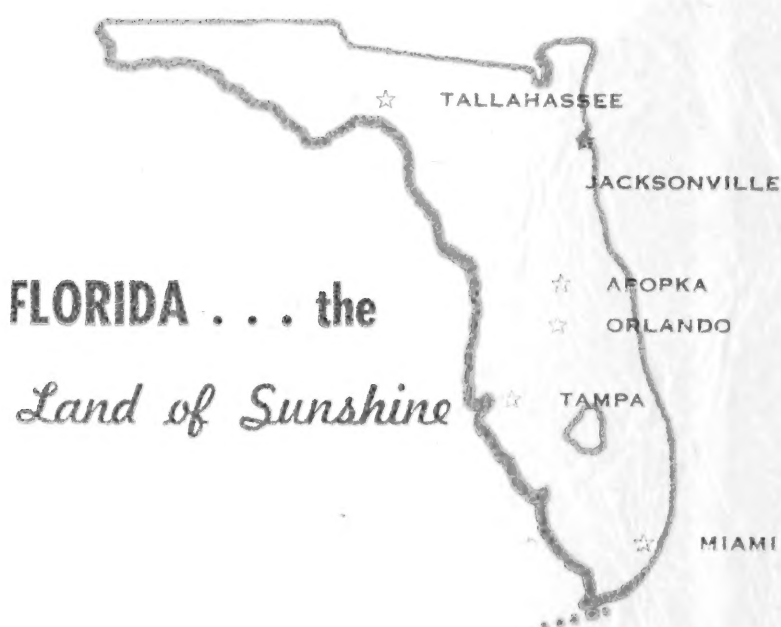 TALLAHASSEE
JACKSONVILLE
APOPKA
ORLANDO
FLORIDA . . . the
Land of Sunshine
TAMPA
MIAMI